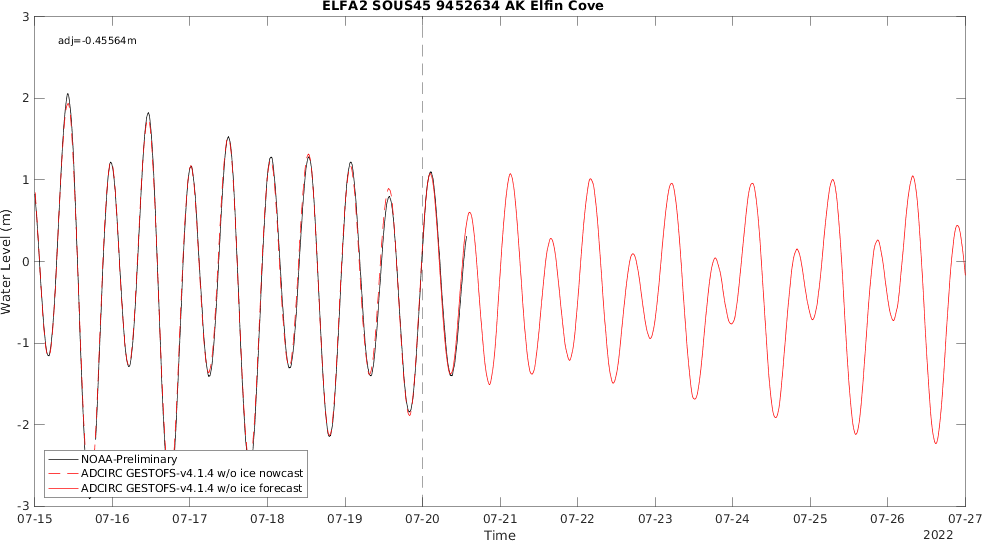 ELFA2 SOUS45 9452634 AK Elfin Cove
3
adj=-0.45564m
2
1
0
-1
-2
-3
Water Level (m)
NOAA-Preliminary
ADCIRC GESTOFS-v4.1.4 w/o ice nowcast
ADCIRC GESTOFS-v4.1.4 w/o ice forecast
07-15 07-16 07-17 07-18 07-19 07-20 07-21 07-22 07-23 07-24 07-25 07-26 07-27
Time
2022